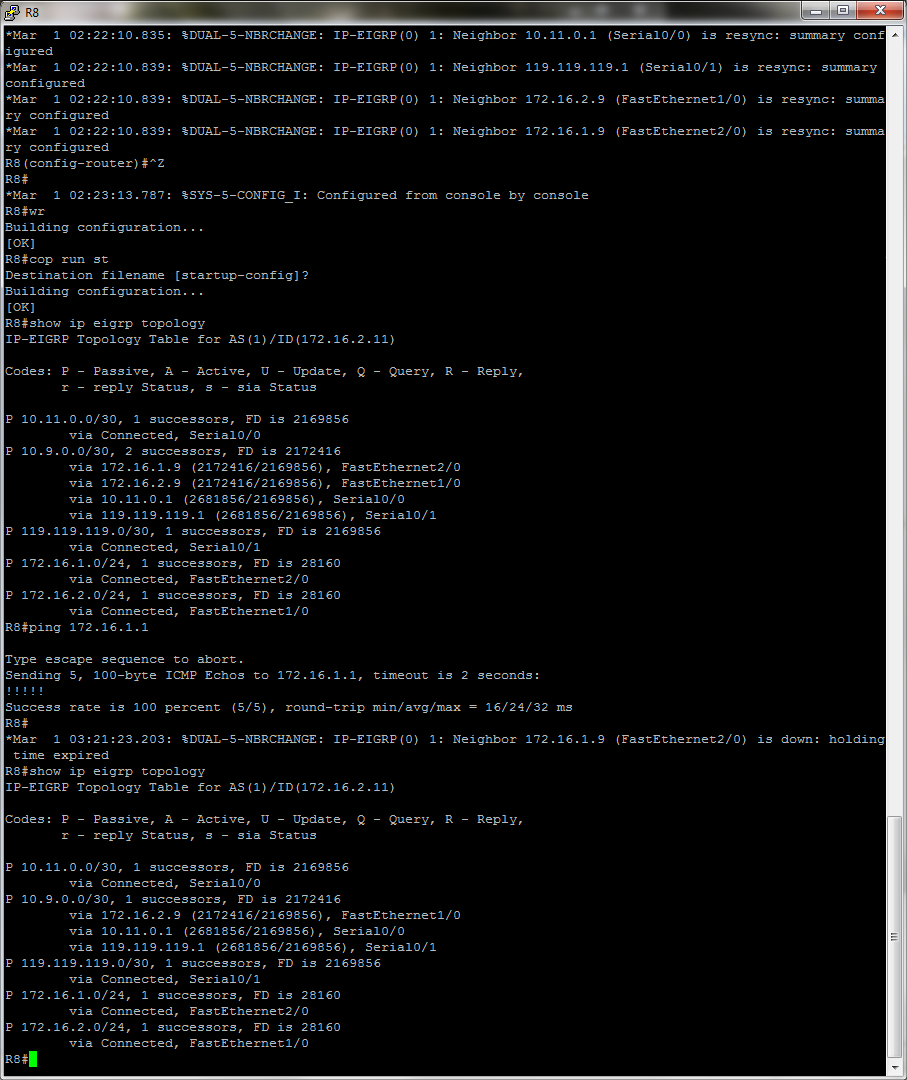 R8
*Mar  1 02:22:10.835: %DUAL-5-NBRCHANGE: IP-EIGRP(0) 1: Neighbor 10.11.0.1 (Serial0/0) is resync: summary conf
igured
*Mar  1 02:22:10.839: %DUAL-5-NBRCHANGE: IP-EIGRP(0) 1: Neighbor 119.119.119.1 (Serial0/1) is resync: summary
configured
*Mar  1 02:22:10.839: %DUAL-5-NBRCHANGE: IP-EIGRP(0) 1: Neighbor 172.16.2.9 (FastEthernet1/0) is resync: summa
ry configured
*Mar  1 02:22:10.839: %DUAL-5-NBRCHANGE: IP-EIGRP(0) 1: Neighbor 172.16.1.9 (FastEthernet2/0) is resync: summa
ry configured
R8(config-router)#^Z
R8#
*Mar  1 02:23:13.787: %SYS-5-CONFIG_I: Configured from console by console
R8#wr
Building configuration...
[OK]
R8#cop run st
Destination filename [startup-config]?
Building configuration...
[OK]
R8#show ip eigrp topology
IP-EIGRP Topology Table for AS(1)/ID(172.16.2.11)

Codes: P - Passive, A - Active, U - Update, Q - Query, R - Reply,
       r - reply Status, s - sia Status

P 10.11.0.0/30, 1 successors, FD is 2169856
        via Connected, Serial0/0
P 10.9.0.0/30, 2 successors, FD is 2172416
        via 172.16.1.9 (2172416/2169856), FastEthernet2/0
        via 172.16.2.9 (2172416/2169856), FastEthernet1/0
        via 10.11.0.1 (2681856/2169856), Serial0/0
        via 119.119.119.1 (2681856/2169856), Serial0/1
P 119.119.119.0/30, 1 successors, FD is 2169856
        via Connected, Serial0/1
P 172.16.1.0/24, 1 successors, FD is 28160
        via Connected, FastEthernet2/0
P 172.16.2.0/24, 1 successors, FD is 28160
        via Connected, FastEthernet1/0
R8#ping 172.16.1.1

Type escape sequence to abort.
Sending 5, 100-byte ICMP Echos to 172.16.1.1, timeout is 2 seconds:
!!!!!
Success rate is 100 percent (5/5), round-trip min/avg/max = 16/24/32 ms
R8#
*Mar  1 03:21:23.203: %DUAL-5-NBRCHANGE: IP-EIGRP(0) 1: Neighbor 172.16.1.9 (FastEthernet2/0) is down: holding
 time expired
R8#show ip eigrp topology
IP-EIGRP Topology Table for AS(1)/ID(172.16.2.11)

Codes: P - Passive, A - Active, U - Update, Q - Query, R - Reply,
       r - reply Status, s - sia Status

P 10.11.0.0/30, 1 successors, FD is 2169856
        via Connected, Serial0/0
P 10.9.0.0/30, 1 successors, FD is 2172416
        via 172.16.2.9 (2172416/2169856), FastEthernet1/0
        via 10.11.0.1 (2681856/2169856), Serial0/0
        via 119.119.119.1 (2681856/2169856), Serial0/1
P 119.119.119.0/30, 1 successors, FD is 2169856
        via Connected, Serial0/1
P 172.16.1.0/24, 1 successors, FD is 28160
        via Connected, FastEthernet2/0
P 172.16.2.0/24, 1 successors, FD is 28160
        via Connected, FastEthernet1/0
R8#